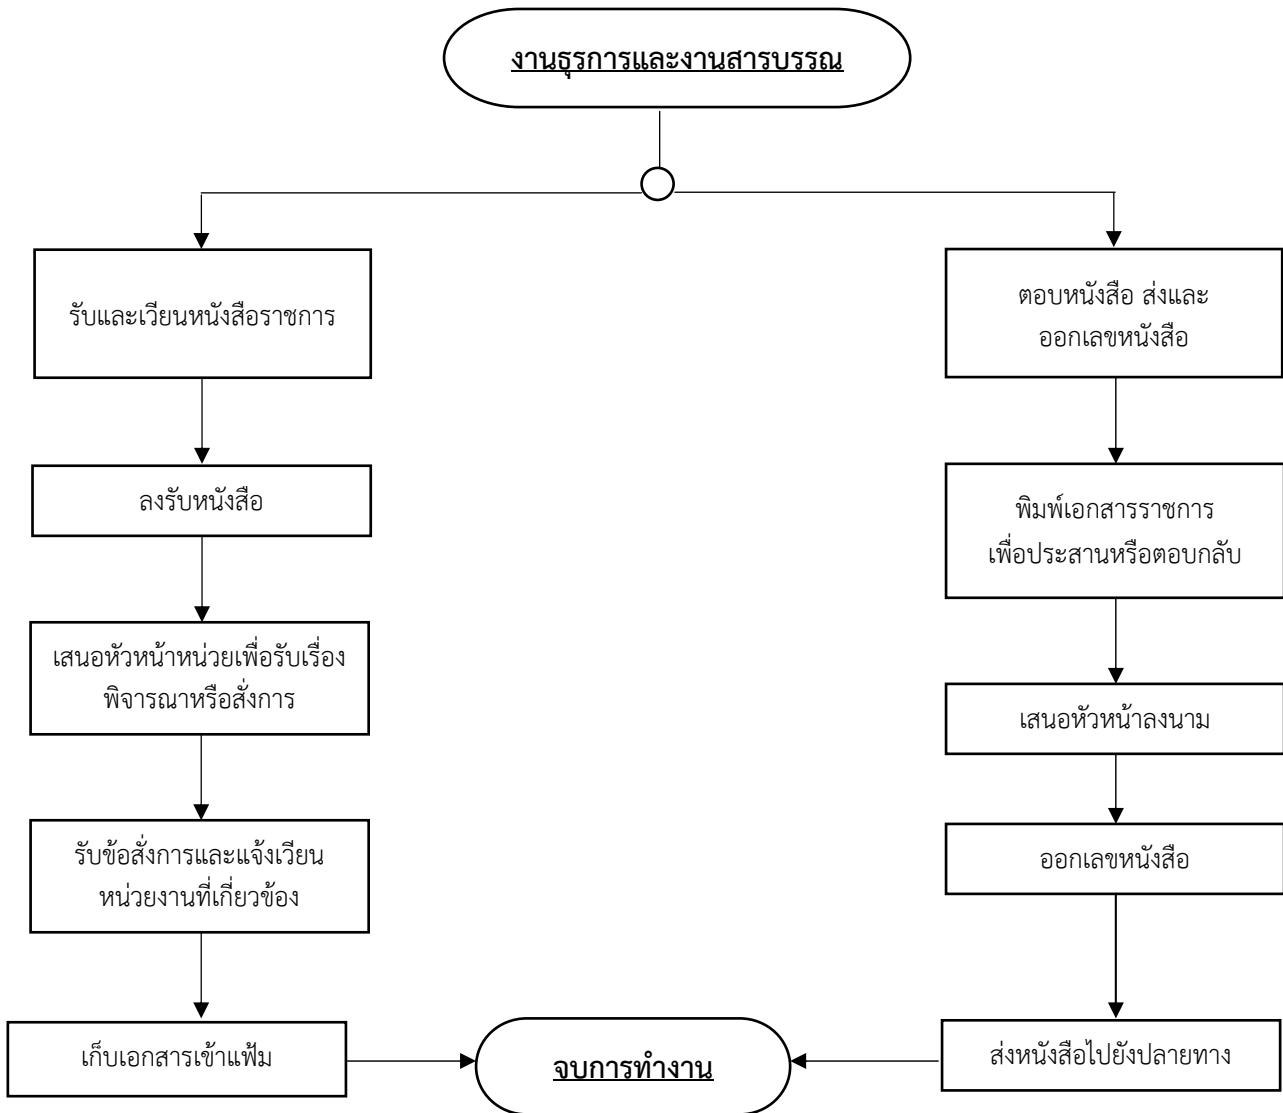 งานธุรการและงานสารบรรณ
รับและเวียนหนังสือราชการ
ลงรับหนังสือ
เสนอหัวหน้าหน่วยเพื่อรับเรื่อง
พิจารณาหรือสั่งการ
รับข้อสั่งการและแจ้งเวียน
หน่วยงานที่เกี่ยวข้อง
เก็บเอกสารเข้าแฟ้ม
ตอบหนังสือ ส่งและ
ออกเลขหนังสือ
พิมพ์เอกสารราชการ
เพื่อประสานหรือตอบกลับ
เสนอหัวหน้าลงนาม
ออกเลขหนังสือ
ส่งหนังสือไปยังปลายทาง
จบการทำงาน